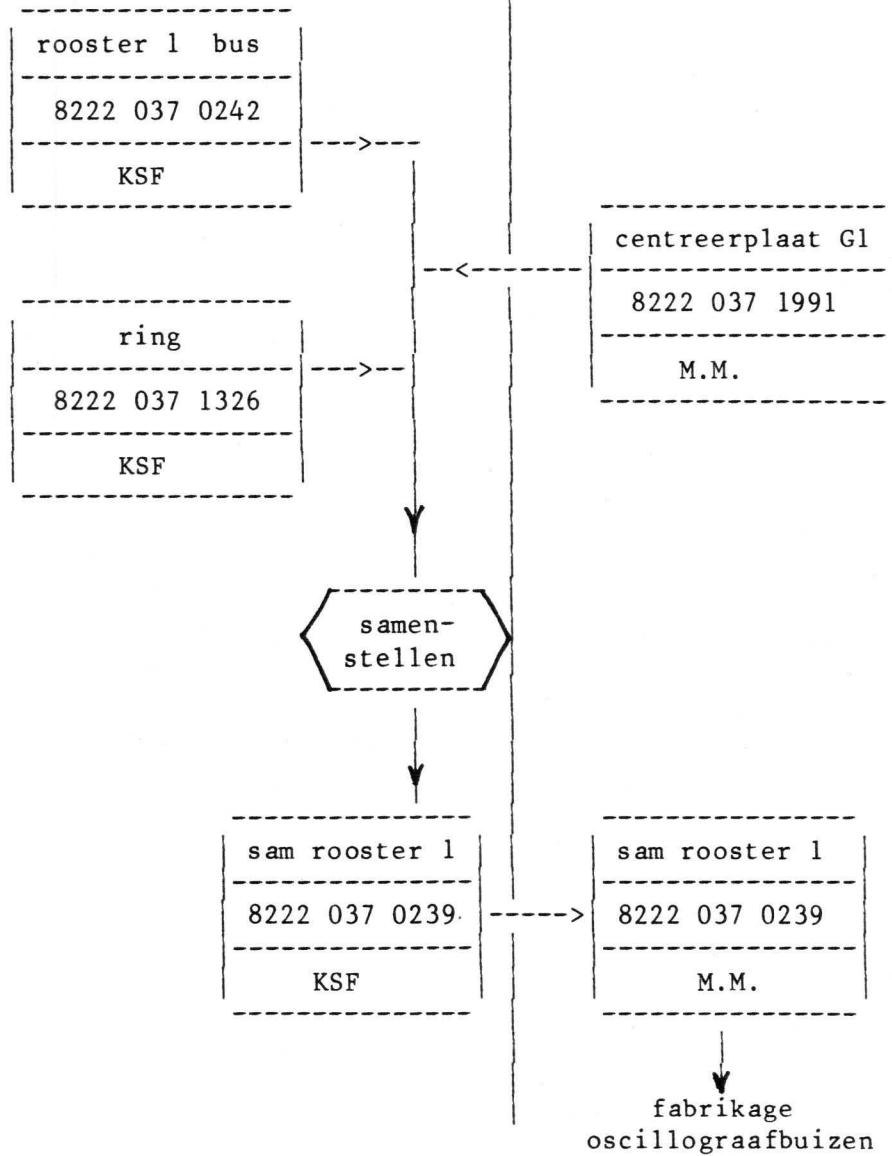 rooster 1 bus
8222 037 0242
KSF
centreerplaat G1
8222 037 1991
M.M.
ring
8222 037 1326
KSF
samen-
stellen
sam rooster 1
8222 037 0239
KSF
sam rooster 1
8222 037 0239
M.M.
fabrikage
oscillograafbuizen